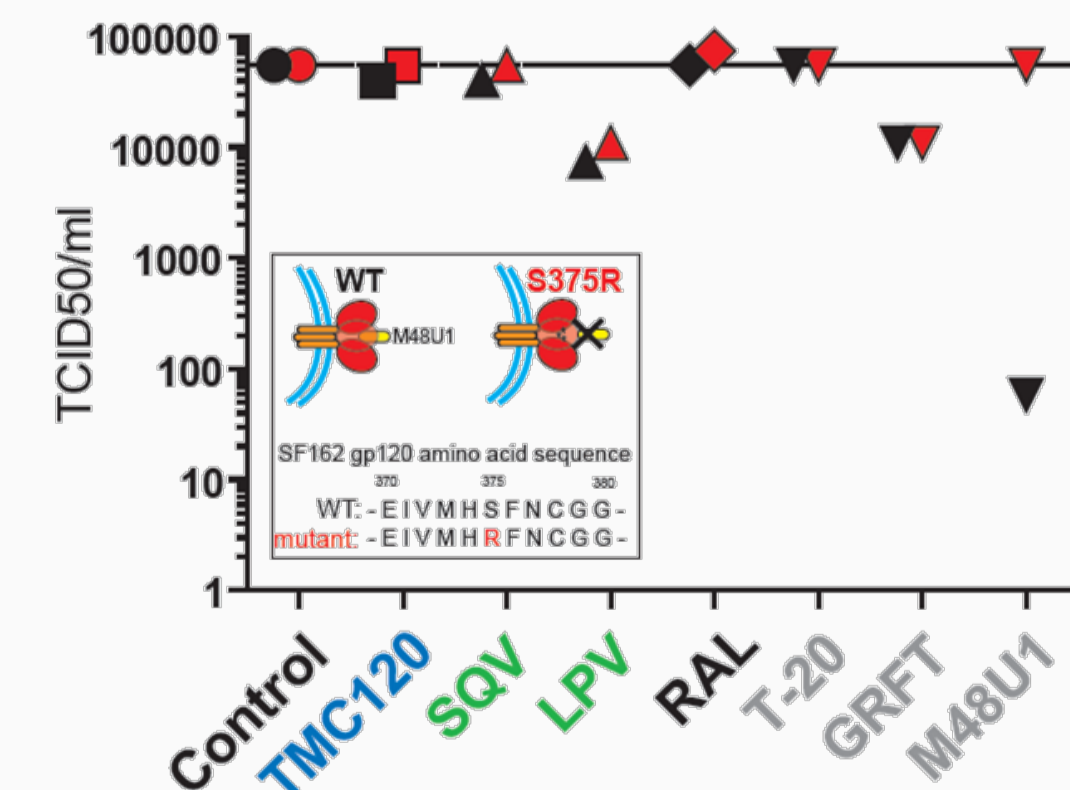 TCID50/ml
100000
10000
1000
100
10
1
WT
S375R
M48U1
SF162 gp120 amino acid sequence
370 375 380
WT: -EIVMHSFNCGG-
mutant: -EIVMHRFNCGG-
Control
TMC120
SQV
LPV
RAL
T-20
GRFT
M48U1